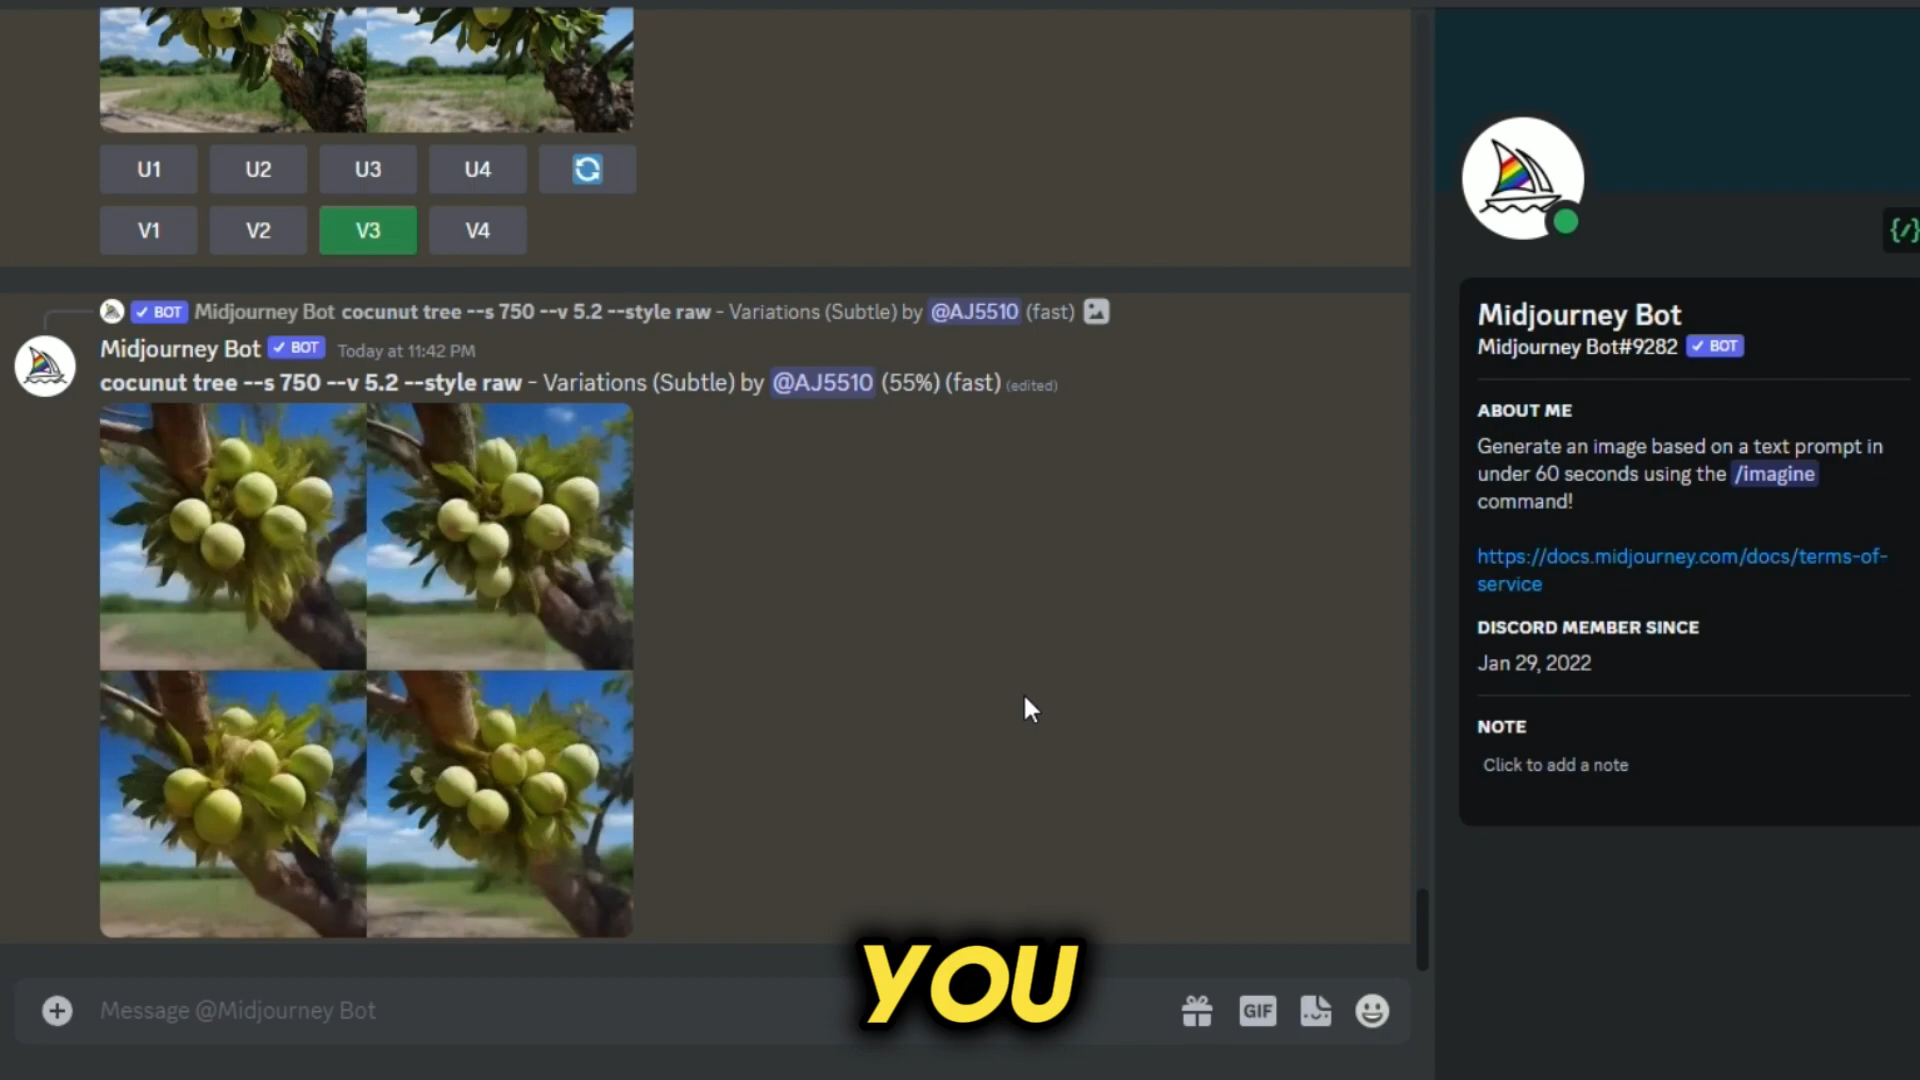 U1 U2 U3 U4
V1 V2 V3 V4
✓ BOT Midjourney Bot cocunut tree --s 750 --v 5.2 --style raw - Variations (Subtle) by @AJ5510 (fast)
Midjourney Bot ✓ BOT Today at 11:42 PM
cocunut tree --s 750 --v 5.2 --style raw - Variations (Subtle) by @AJ5510 (55%) (fast) (edited)
YOU
Message @Midjourney Bot
GIF
{/}
Midjourney Bot
Midjourney Bot#9282 ✓ BOT
ABOUT ME
Generate an image based on a text prompt in
under 60 seconds using the /imagine
command!
https://docs.midjourney.com/docs/terms-of-
service
DISCORD MEMBER SINCE
Jan 29, 2022
NOTE
Click to add a note